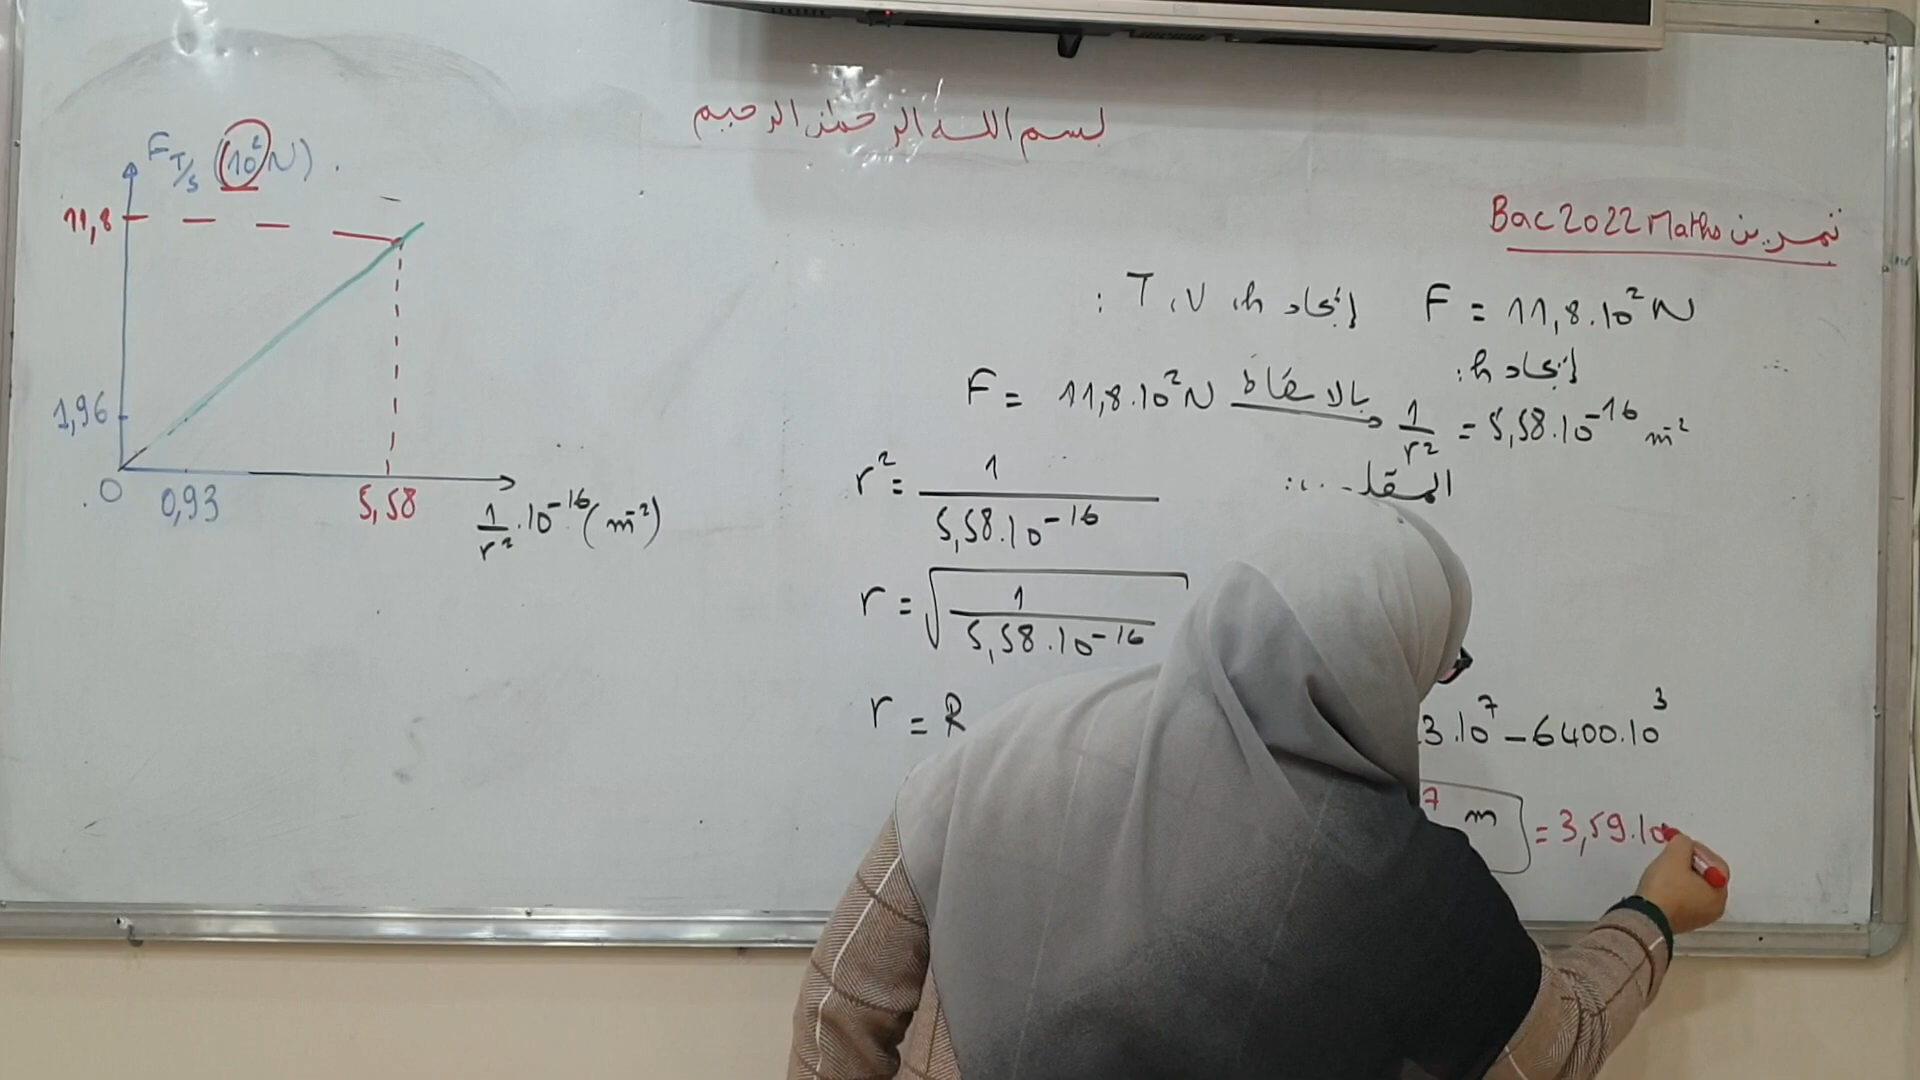 بسم الله الرحمن الرحيم
F T/S (10² N)
11,8
1,96
0
0,93
5,58
1/r² . 10⁻¹⁶ (m⁻²)
تمرين Bac 2022 Maths
F = 11,8.10² N إيجاد h، v، T :
إيجاد h:
F = 11,8.10² N بالاسقاط → 1/r² = 5,58.10⁻¹⁶ m⁻²
r² = 1/5,58.10⁻¹⁶
r = √(1/5,58.10⁻¹⁶)
r = R
3.10⁷ - 6400.10³
7 m = 3,59.10